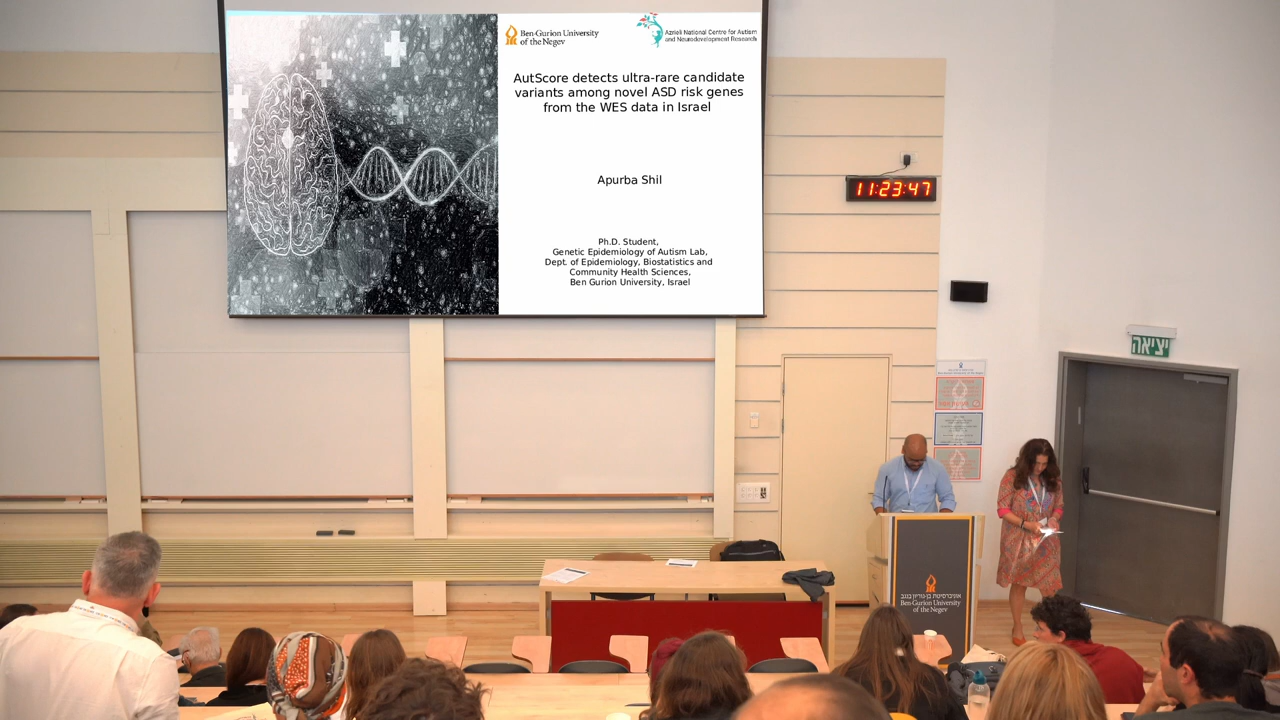 Ben-Gurion University
of the Negev
Azrieli National Centre for Autism
and Neurodevelopment Research
AutScore detects ultra-rare candidate
variants among novel ASD risk genes
from the WES data in Israel
Apurba Shil
Ph.D. Student,
Genetic Epidemiology of Autism Lab,
Dept. of Epidemiology, Biostatistics and
Community Health Sciences,
Ben Gurion University, Israel
11:23:47
יציאה
אוניברסיטת בן-גוריון בנגב
Ben-Gurion University
of the Negev